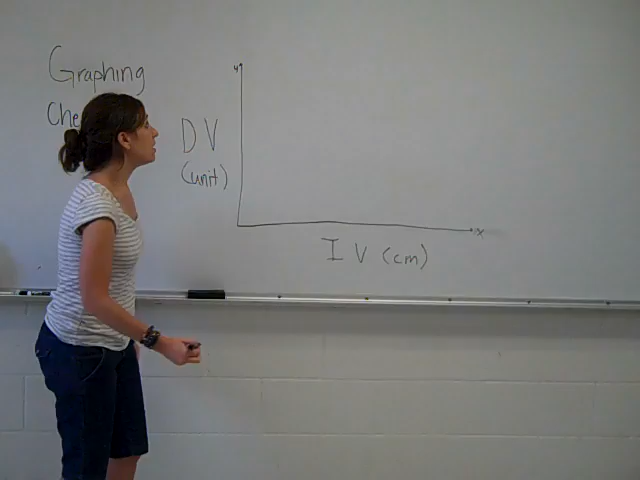 Graphing
y
DV
(unit)
x
IV (cm)